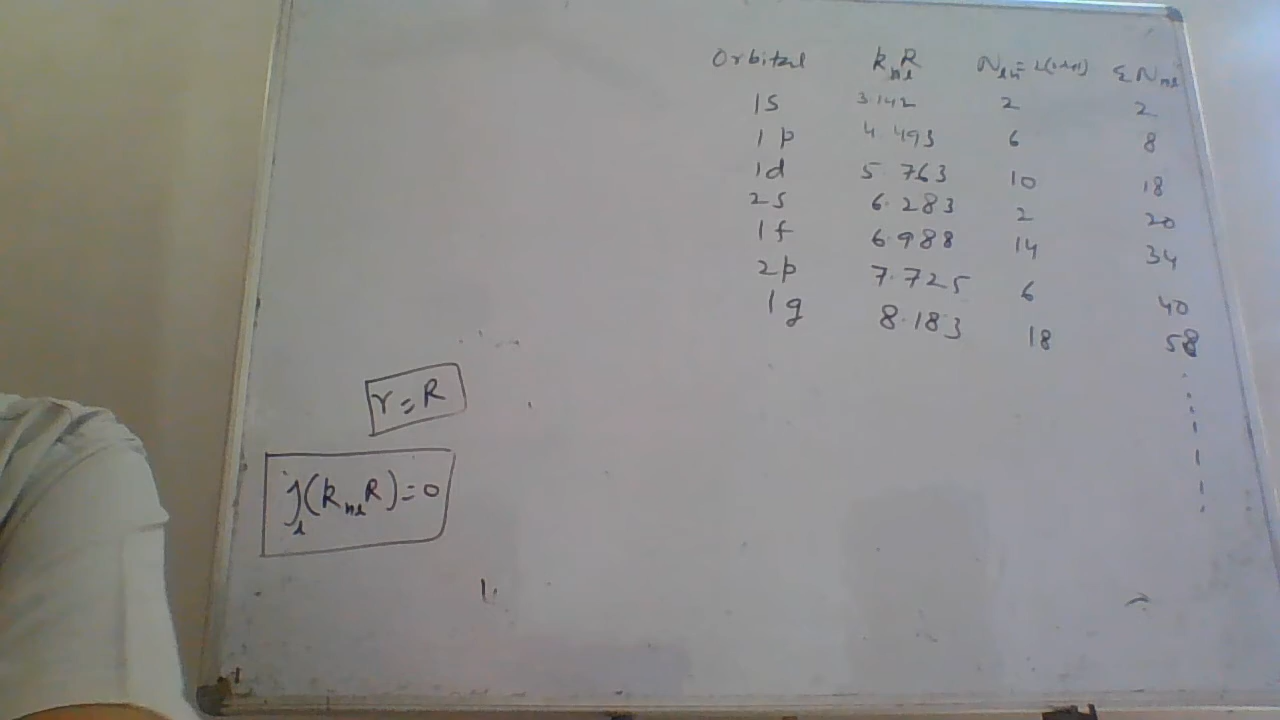 Orbital k_nl R N_ln = 2(2l+1) Σ N_nl
1s 3.142 2 2
1p 4.493 6 8
1d 5.763 10 18
2s 6.283 2 20
1f 6.988 14 34
2p 7.725 6 40
1g 8.183 18 58
r = R
j_l(k_nl R) = 0